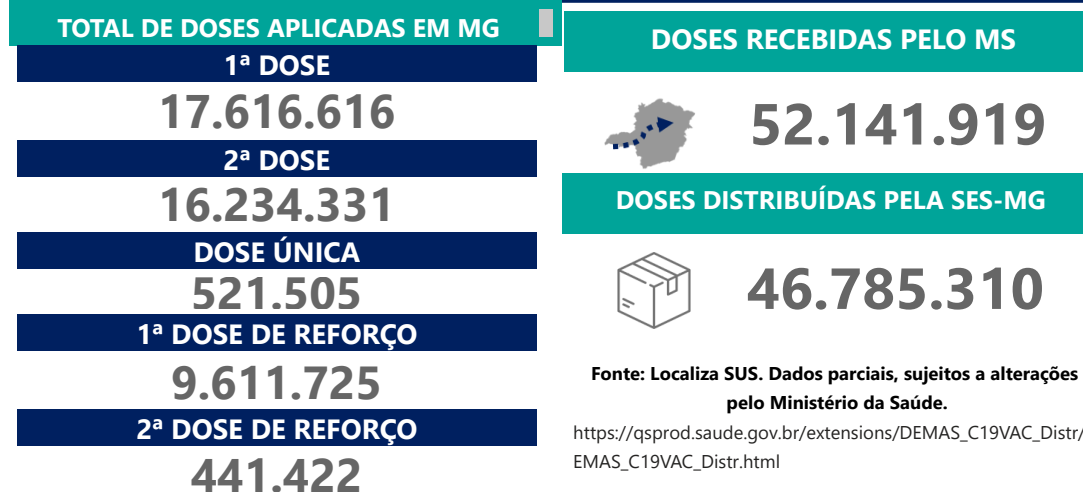 TOTAL DE DOSES APLICADAS EM MG
1ª DOSE
17.616.616
2ª DOSE
16.234.331
DOSE ÚNICA
521.505
1ª DOSE DE REFORÇO
9.611.725
2ª DOSE DE REFORÇO
441.422
DOSES RECEBIDAS PELO MS
52.141.919
DOSES DISTRIBUÍDAS PELA SES-MG
46.785.310
Fonte: Localiza SUS. Dados parciais, sujeitos a alterações
pelo Ministério da Saúde.
https://qsprod.saude.gov.br/extensions/DEMAS_C19VAC_Distr/
EMAS_C19VAC_Distr.html